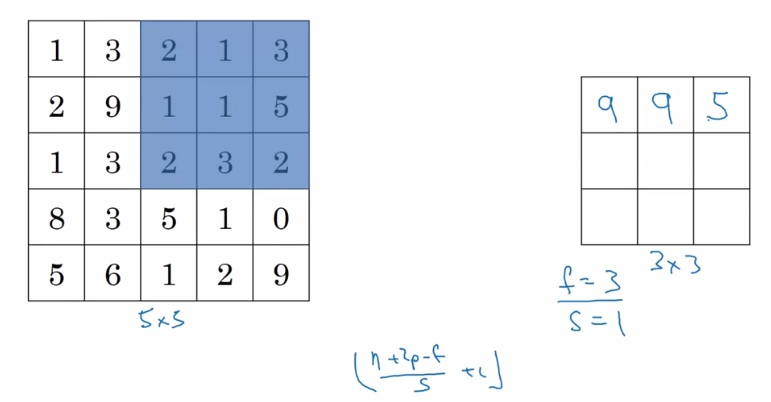 1 3 2 1 3
2 9 1 1 5
1 3 2 3 2
8 3 5 1 0
5 6 1 2 9
5×5
9 9 5
3×3
f=3
s=1
⌊(n+2p-f)/s +1⌋